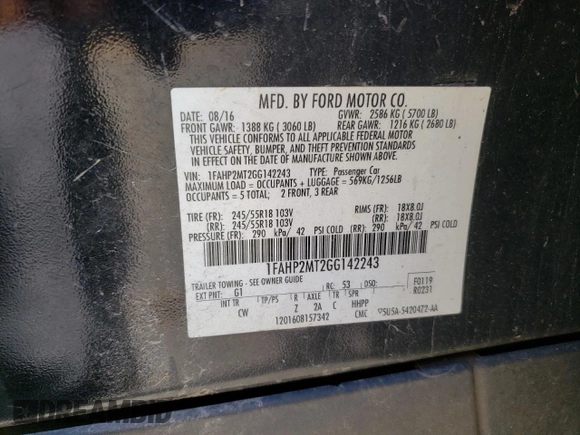 MFD. BY FORD MOTOR CO.
DATE: 08/16 GVWR: 2586 KG ( 5700 LB)
FRONT GAWR: 1388 KG ( 3060 LB) REAR GAWR: 1216 KG ( 2680 LB)
THIS VEHICLE CONFORMS TO ALL APPLICABLE FEDERAL MOTOR
VEHICLE SAFETY, BUMPER, AND THEFT PREVENTION STANDARDS
IN EFFECT ON THE DATE OF MANUFACTURE SHOWN ABOVE.
VIN: 1FAHP2MT2GG142243 TYPE: Passenger Car
MAXIMUM LOAD = OCCUPANTS + LUGGAGE = 569KG/1256LB
OCCUPANTS = 5 TOTAL: 2 FRONT, 3 REAR
TIRE (FR): 245/55R18 103V RIMS (FR): 18X8.0J
(RR): 245/55R18 103V (RR): 18X8.0J
PRESSURE (FR): 290 kPa/ 42 PSI COLD (RR): 290 kPa/ 42 PSI COLD
1FAHP2MT2GG142243
TRAILER TOWING - SEE OWNER GUIDE
EXT PNT: G1 RC: 53 DSO: F0119
INT TR TP/PS R AX TR SPR R0231
CW Z 2A C HHPP
1201608157342 CMC
DREAMBID